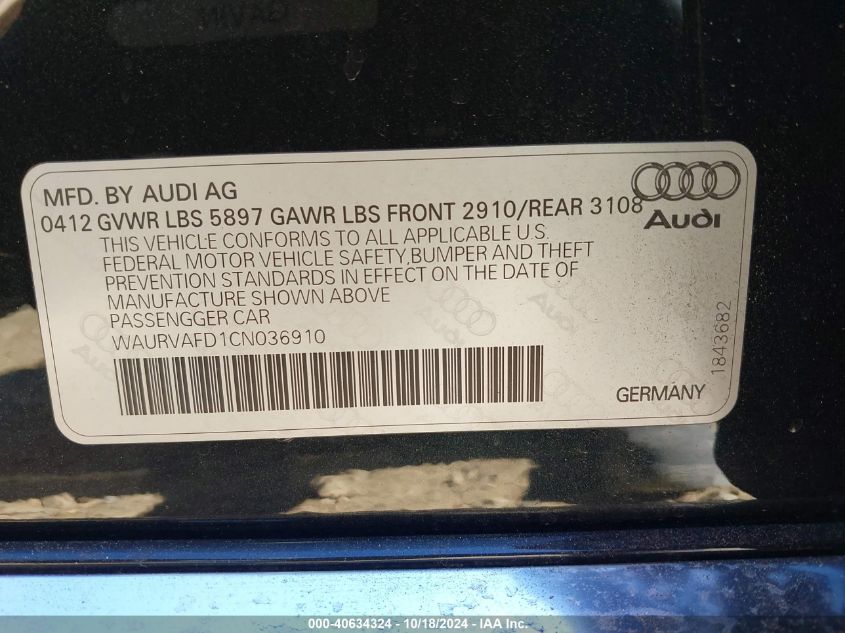 MFD. BY AUDI AG
0412 GVWR LBS 5897 GAWR LBS FRONT 2910/REAR 3108
THIS VEHICLE CONFORMS TO ALL APPLICABLE U.S.
FEDERAL MOTOR VEHICLE SAFETY,BUMPER AND THEFT
PREVENTION STANDARDS IN EFFECT ON THE DATE OF
MANUFACTURE SHOWN ABOVE
PASSENGGER CAR
WAURVAFD1CN036910
Audi
1843682
GERMANY
000-40634324 - 10/18/2024 - IAA, Inc.